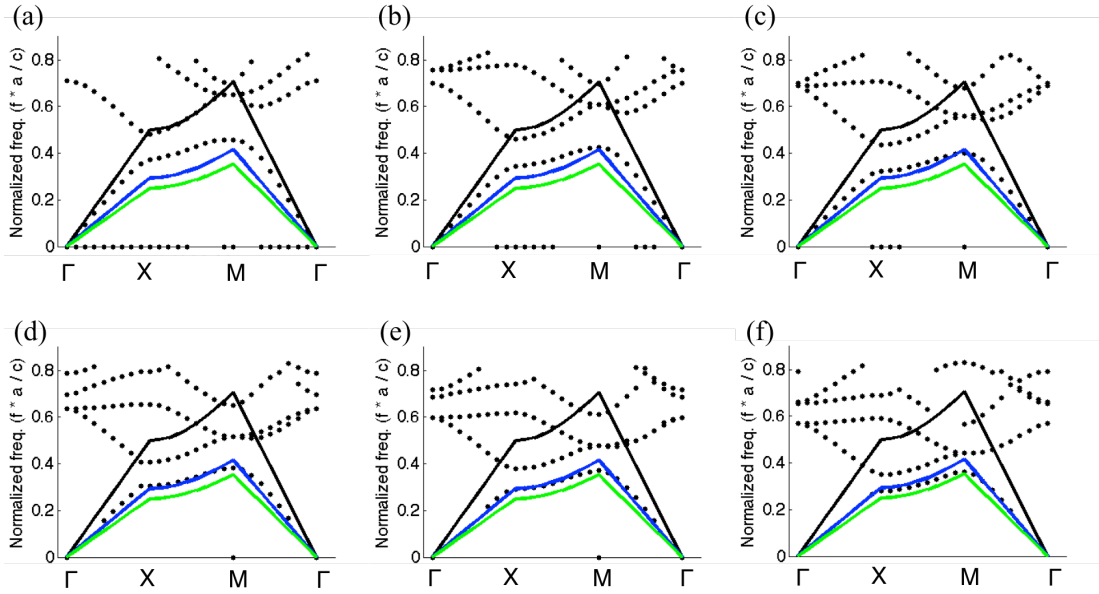 (a) (b) (c)
Normalized freq. (f * a / c) Normalized freq. (f * a / c) Normalized freq. (f * a / c)
0.8 0.8 0.8
0.6 0.6 0.6
0.4 0.4 0.4
0.2 0.2 0.2
0 0 0
Γ X M Γ Γ X M Γ Γ X M Γ
(d) (e) (f)
Normalized freq. (f * a / c) Normalized freq. (f * a / c) Normalized freq. (f * a / c)
0.8 0.8 0.8
0.6 0.6 0.6
0.4 0.4 0.4
0.2 0.2 0.2
0 0 0
Γ X M Γ Γ X M Γ Γ X M Γ